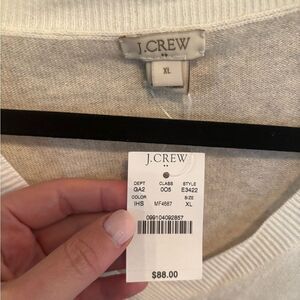 J.CREW
XL
J.CREW
DEPT CLASS STYLE
GA2 005 E3422
COLOR SIZE
IHS MF4667 XL
099104092857
$88.00